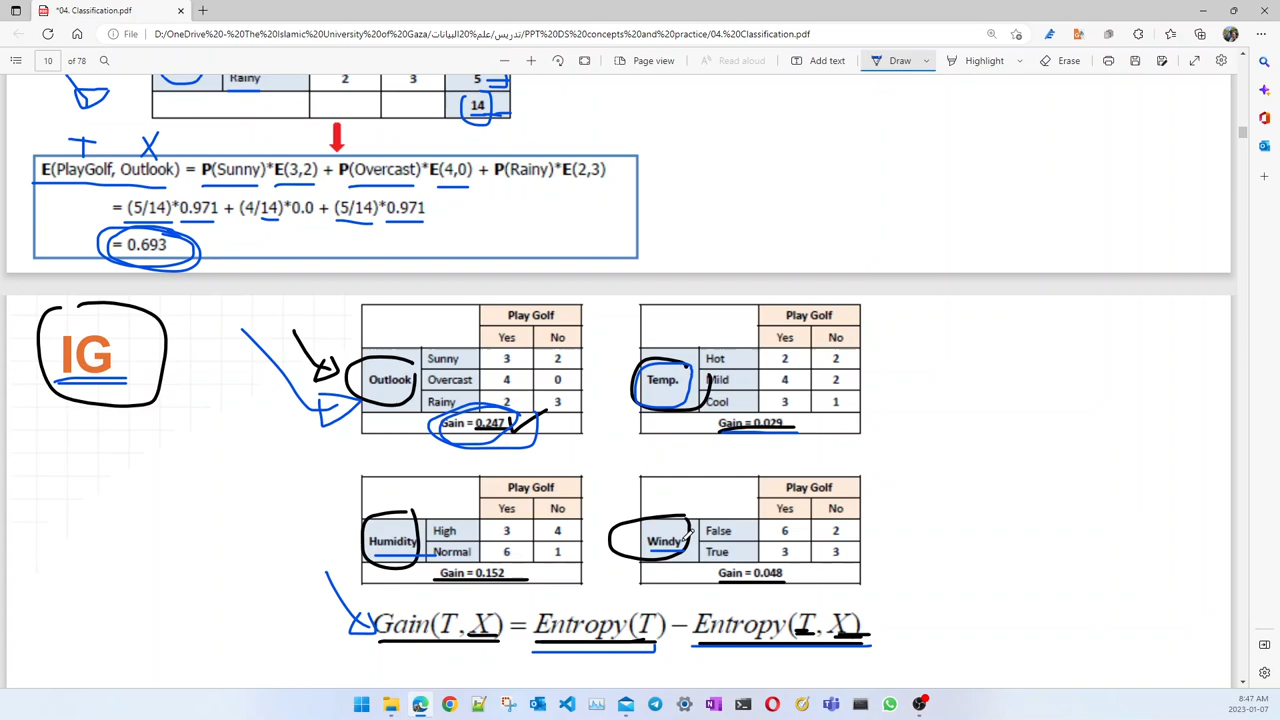 *04. Classification.pdf
File
D:/OneDrive%20-%20The%20Islamic%20University%20of%20Gaza/تدريس/علم%20البيانات/PPT%20DS%20concepts%20and%20practice/04.%20Classification.pdf
10 of 78 Page view Read aloud Add text Draw Highlight Erase
Rainy 2 3 5
14
T X
E(PlayGolf, Outlook) = P(Sunny)*E(3,2) + P(Overcast)*E(4,0) + P(Rainy)*E(2,3)
= (5/14)*0.971 + (4/14)*0.0 + (5/14)*0.971
= 0.693
IG
Play Golf
Yes No
Outlook Sunny 3 2
Overcast 4 0
Rainy 2 3
Gain = 0.247
Play Golf
Yes No
Temp. Hot 2 2
Mild 4 2
Cool 3 1
Gain = 0.029
Play Golf
Yes No
Humidity High 3 4
Normal 6 1
Gain = 0.152
Play Golf
Yes No
Windy False 6 2
True 3 3
Gain = 0.048
Gain(T, X) = Entropy(T) − Entropy(T, X)
8:47 AM
2023-01-07